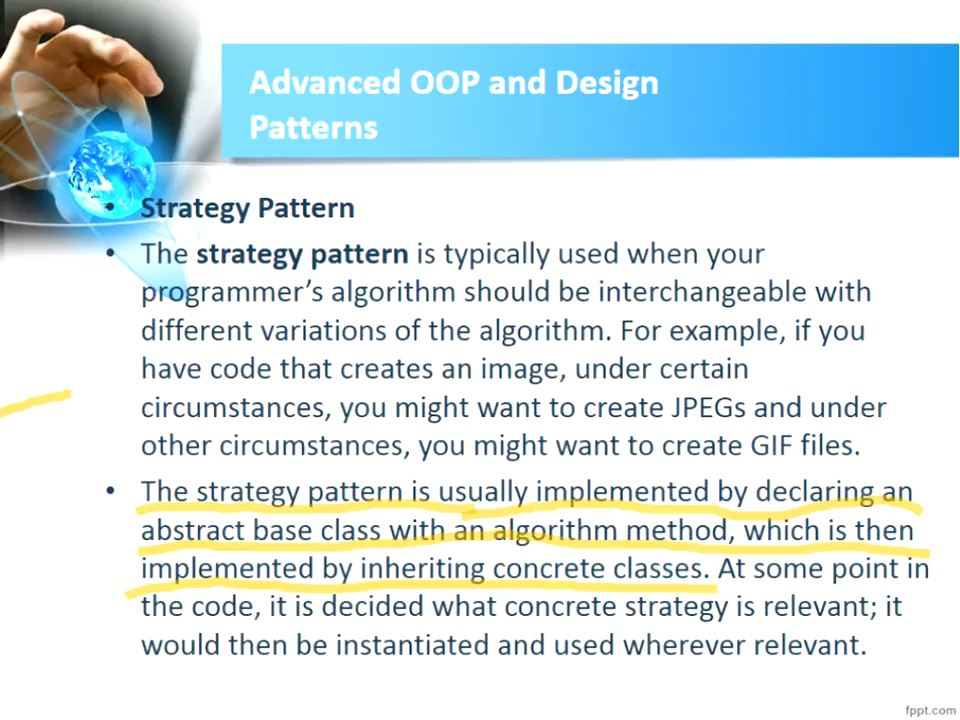 Advanced OOP and Design
Patterns
• Strategy Pattern
• The strategy pattern is typically used when your
programmer’s algorithm should be interchangeable with
different variations of the algorithm. For example, if you
have code that creates an image, under certain
circumstances, you might want to create JPEGs and under
other circumstances, you might want to create GIF files.
• The strategy pattern is usually implemented by declaring an
abstract base class with an algorithm method, which is then
implemented by inheriting concrete classes. At some point in
the code, it is decided what concrete strategy is relevant; it
would then be instantiated and used wherever relevant.
fppt.com